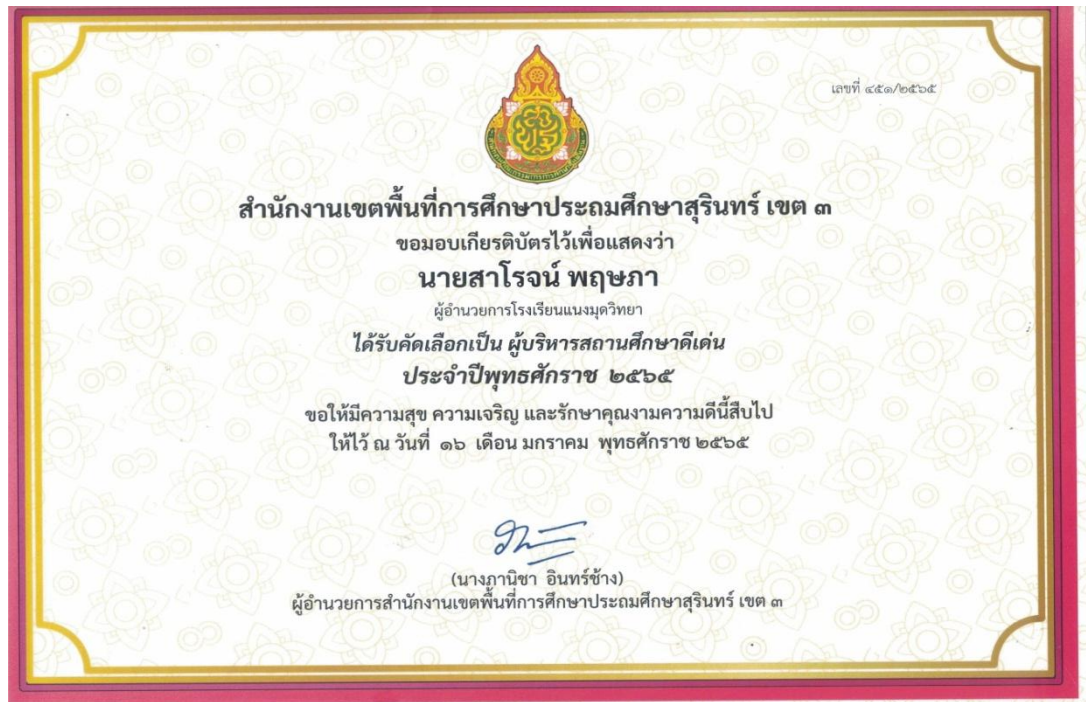 เลขที่ ๔๕๑/๒๕๖๕
สำนักงานเขตพื้นที่การศึกษาประถมศึกษาสุรินทร์ เขต ๓
ขอมอบเกียรติบัตรไว้เพื่อแสดงว่า
นายสาโรจน์ พฤษภา
ผู้อำนวยการโรงเรียนแนงมุดวิทยา
ได้รับคัดเลือกเป็น ผู้บริหารสถานศึกษาดีเด่น
ประจำปีพุทธศักราช ๒๕๖๕
ขอให้มีความสุข ความเจริญ และรักษาคุณงามความดีนี้สืบไป
ให้ไว้ ณ วันที่ ๑๖ เดือน มกราคม พุทธศักราช ๒๕๖๕
(นางภานิชา อินทร์ช้าง)
ผู้อำนวยการสำนักงานเขตพื้นที่การศึกษาประถมศึกษาสุรินทร์ เขต ๓